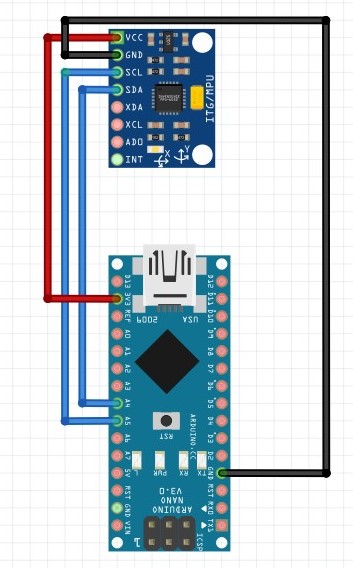 VCC
GND
SCL
SDA
XDA
XCL
ADO
INT
ITG/MPU
X
Y
D13
3V3
REF
A0
A1
A2
A3
A4
A5
A6
A7
5V
RST
GND
VIN
D12
D11
D10
D9
D8
D7
D6
D5
D4
D3
D2
GND
RST
RX0
TX1
USA
2009
RST
ARDUINO.CC
L
PWR
RX
TX
ARDUINO
NANO
V3.0
ICSP
1